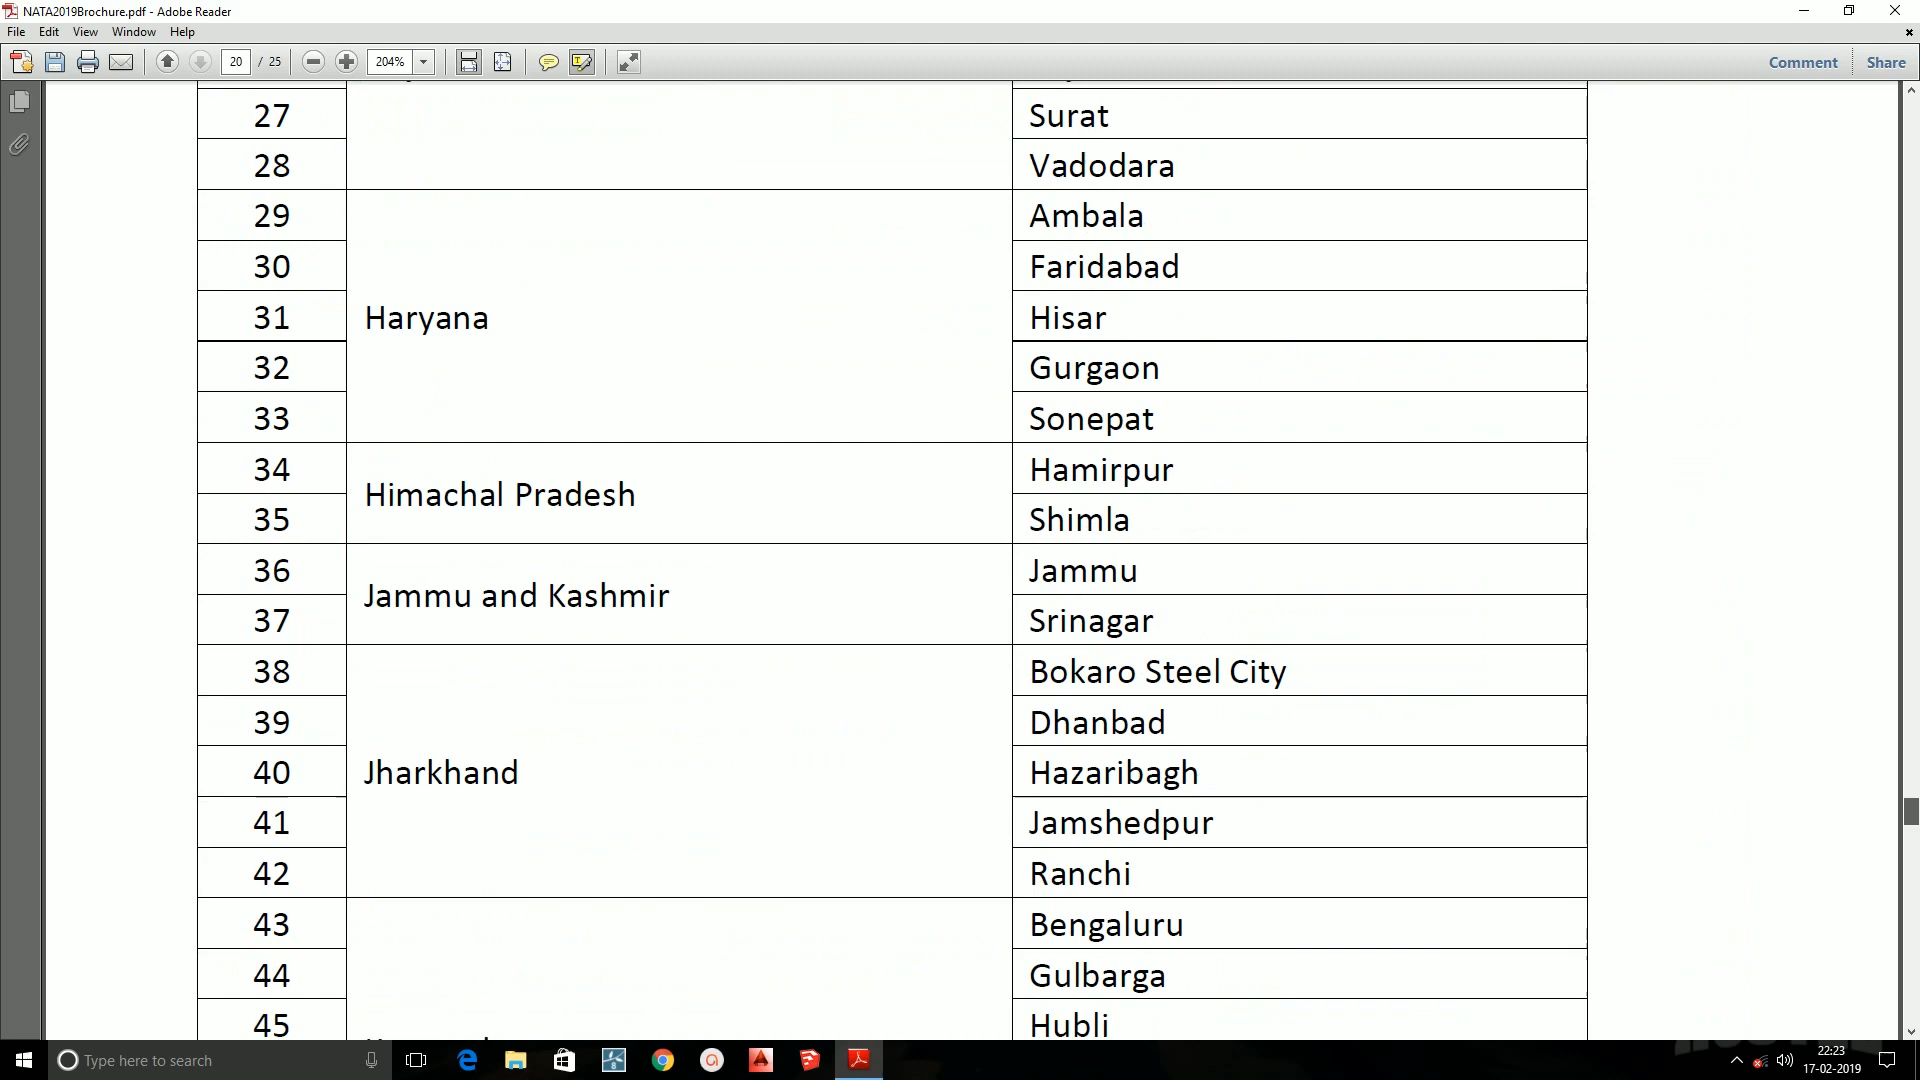 NATA2019Brochure.pdf - Adobe Reader
File Edit View Window Help
20 / 25 204% Comment Share
27 Surat
28 Vadodara
29 Ambala
30 Faridabad
31 Haryana Hisar
32 Gurgaon
33 Sonepat
34 Hamirpur
Himachal Pradesh
35 Shimla
36 Jammu
Jammu and Kashmir
37 Srinagar
38 Bokaro Steel City
39 Dhanbad
40 Jharkhand Hazaribagh
41 Jamshedpur
42 Ranchi
43 Bengaluru
44 Gulbarga
45 Hubli
Type here to search
22:23
17-02-2019